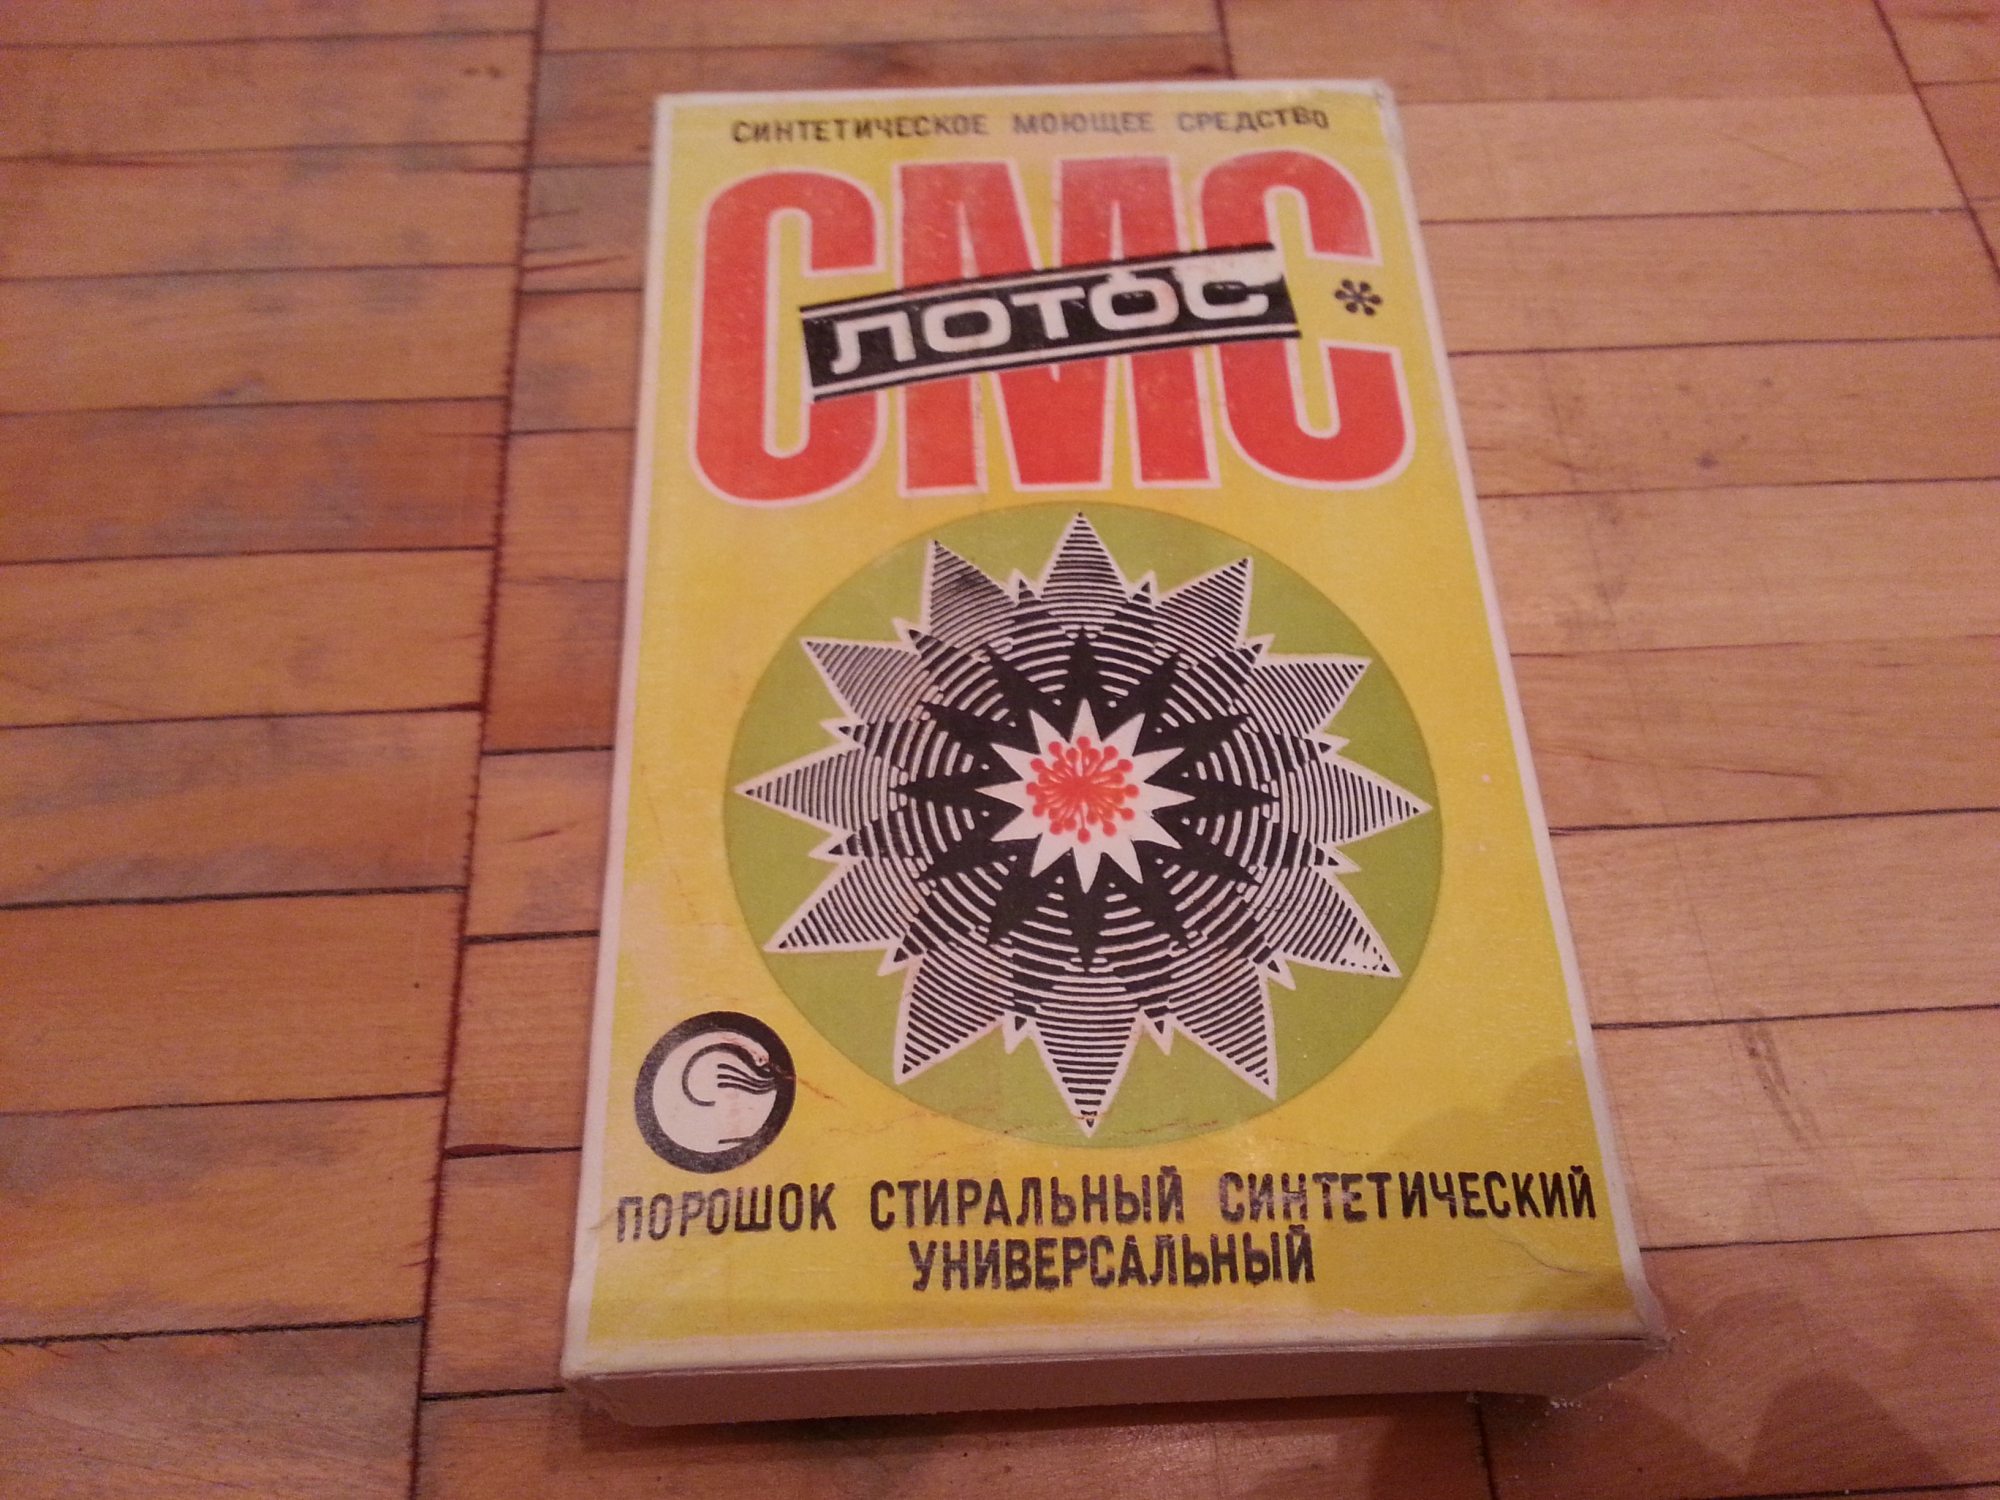 СИНТЕТИЧЕСКОЕ МОЮЩЕЕ СРЕДСТВО
СМС
ЛОТОС
ПОРОШОК СТИРАЛЬНЫЙ СИНТЕТИЧЕСКИЙ
УНИВЕРСАЛЬНЫЙ